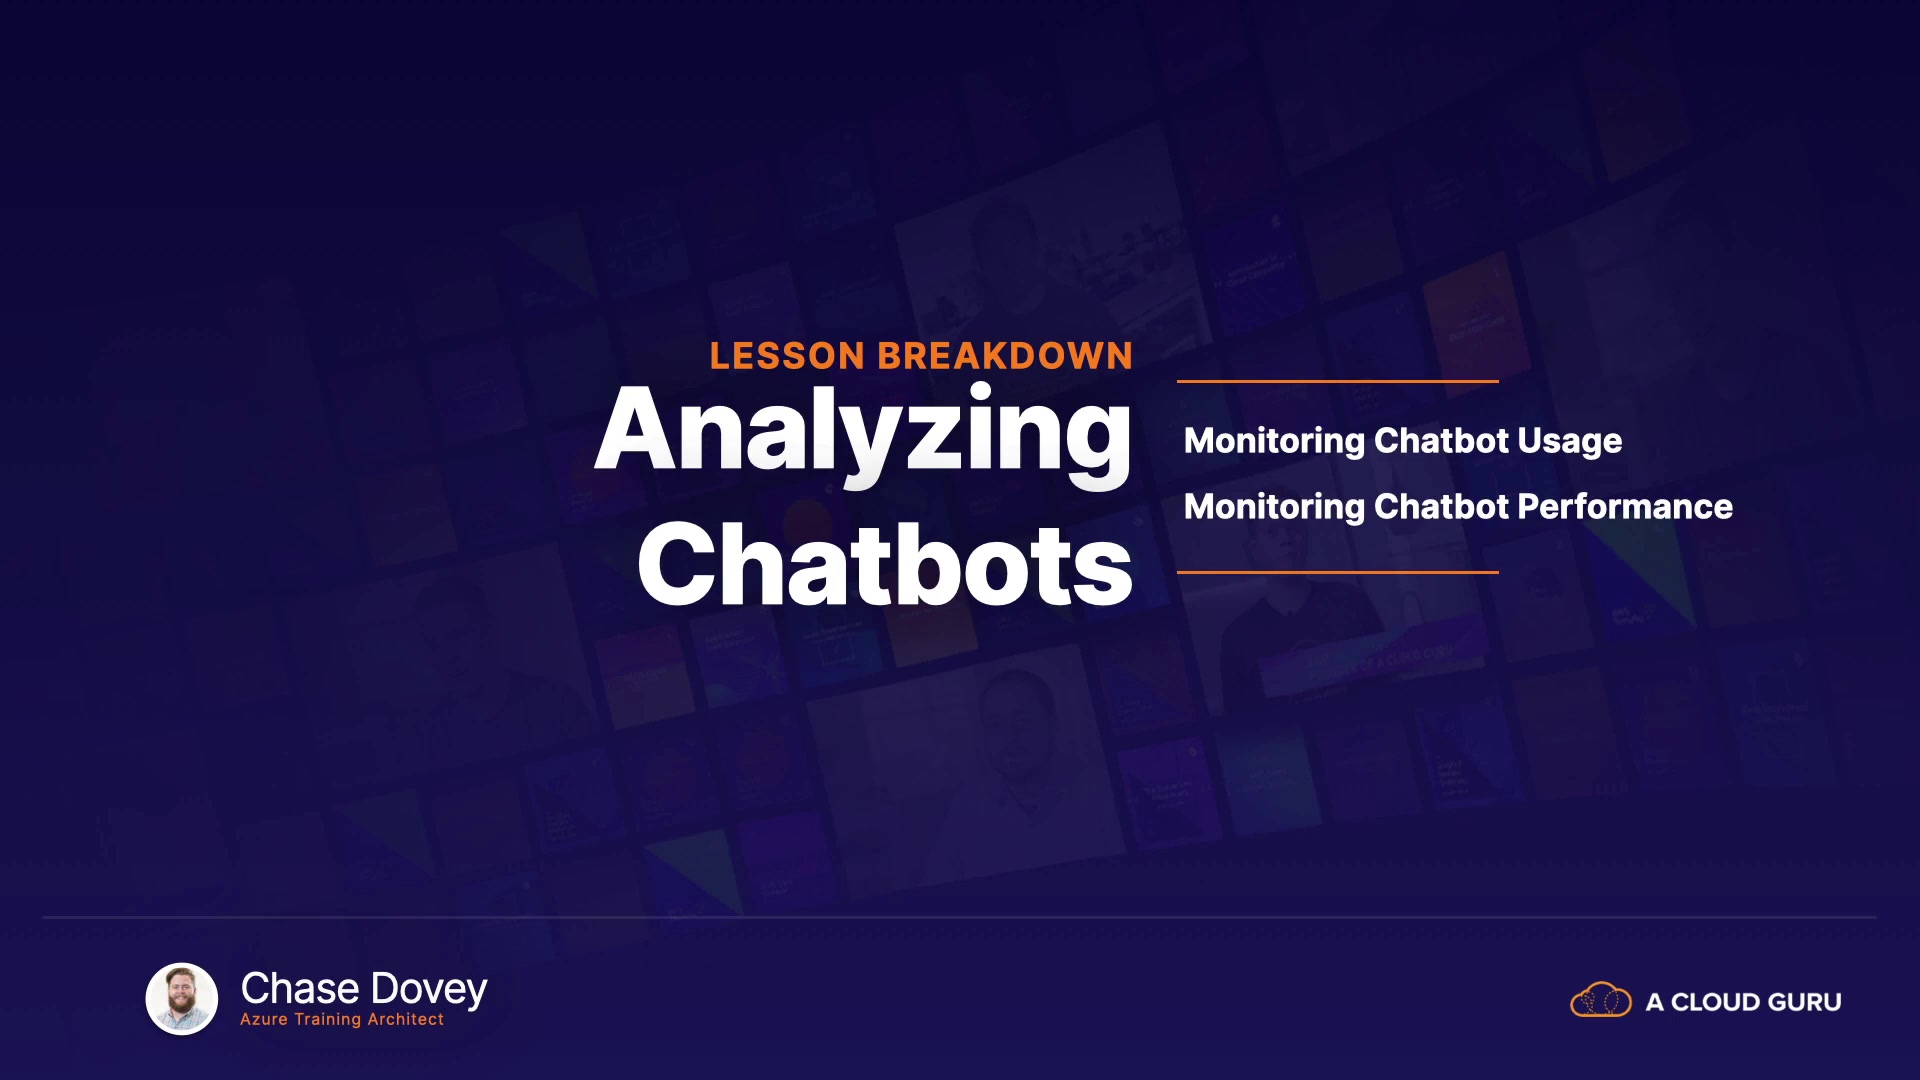 LESSON BREAKDOWN
Analyzing
Chatbots
Monitoring Chatbot Usage
Monitoring Chatbot Performance
Chase Dovey
Azure Training Architect
A CLOUD GURU